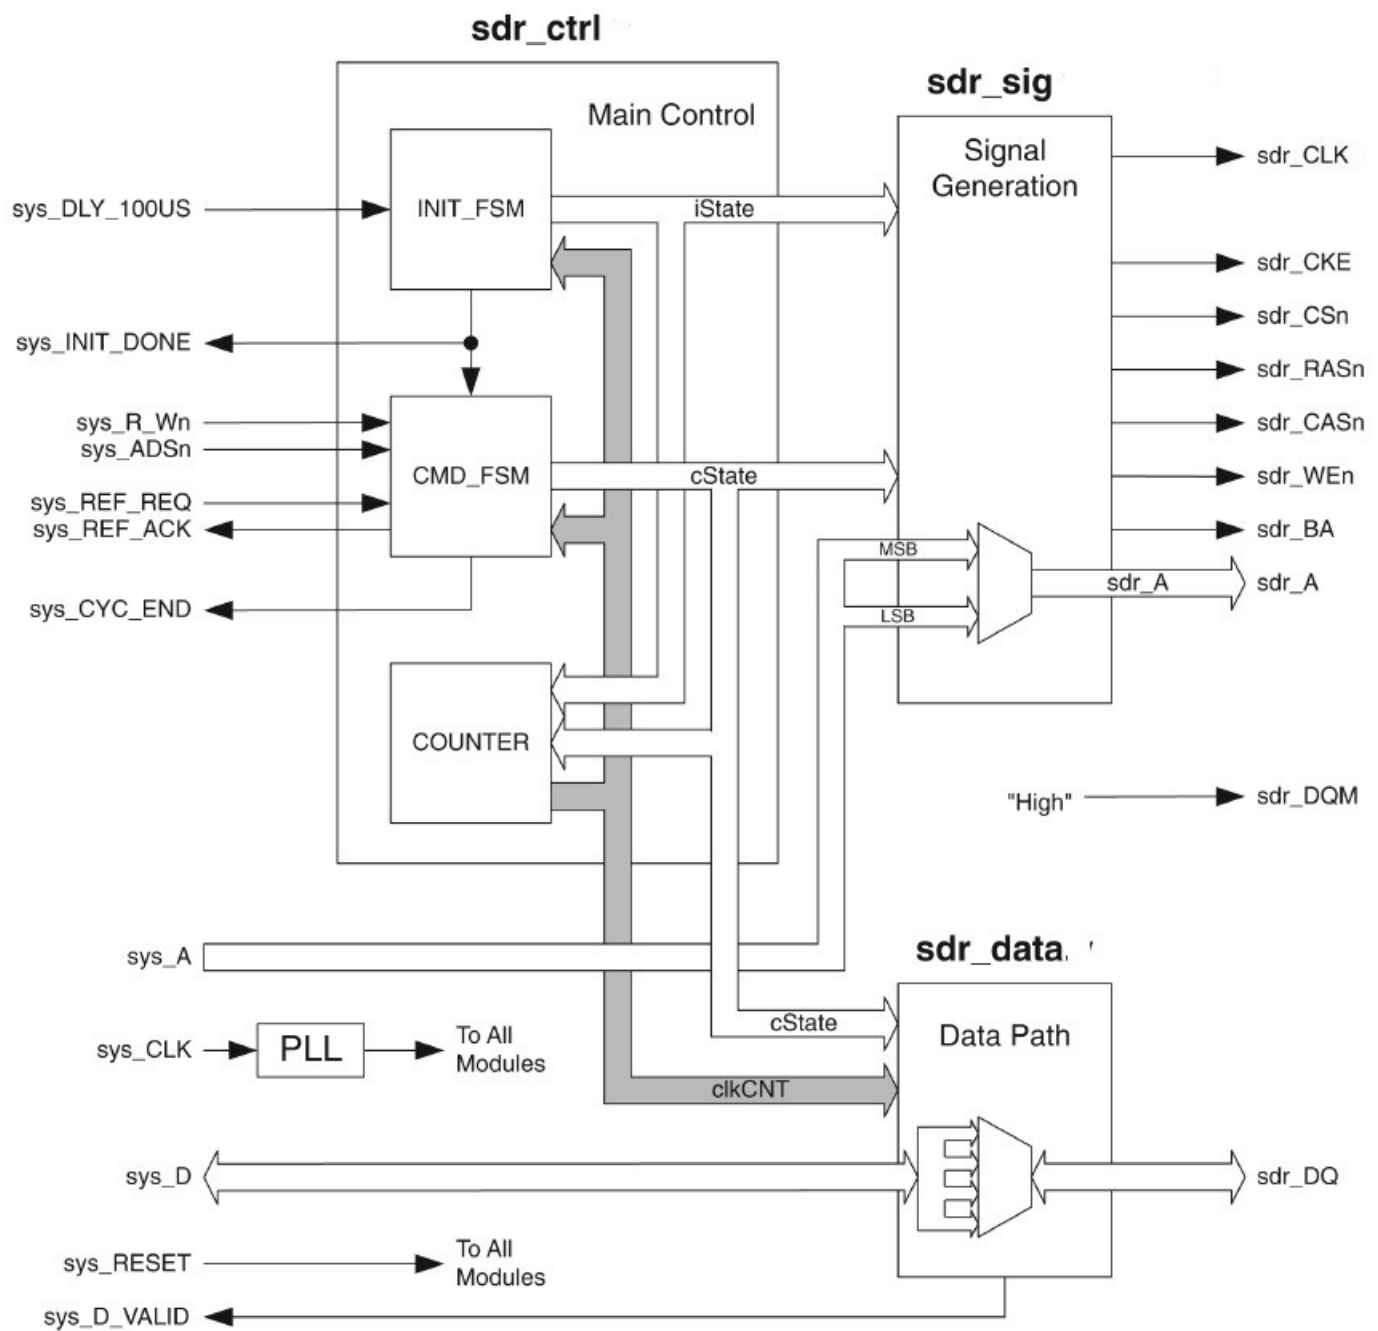 sdr_ctrl
Main Control
sdr_sig
Signal
Generation
sys_DLY_100US
INIT_FSM
iState
sdr_CLK
sdr_CKE
sdr_CSn
sys_INIT_DONE
sdr_RASn
sys_R_Wn
sys_ADSn
sdr_CASn
CMD_FSM
cState
sdr_WEn
sys_REF_REQ
sys_REF_ACK
sdr_BA
MSB
sdr_A
sdr_A
sys_CYC_END
LSB
COUNTER
"High"
sdr_DQM
sys_A
sdr_data
cState
Data Path
sys_CLK
PLL
To All
Modules
clkCNT
sys_D
sdr_DQ
sys_RESET
To All
Modules
sys_D_VALID